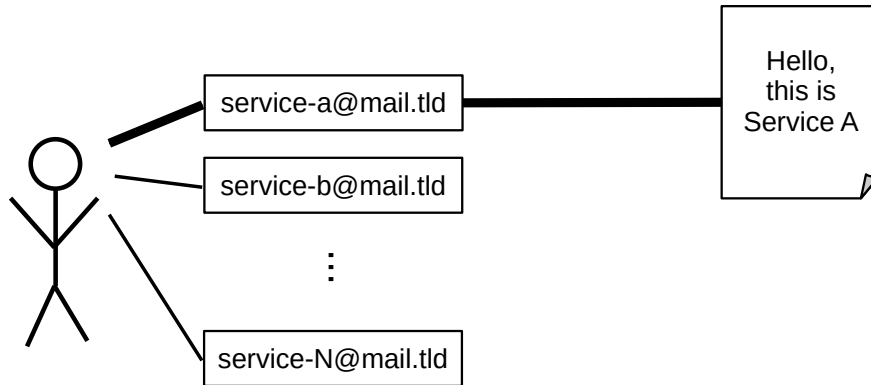 service-a@mail.tld
Hello,
this is
Service A
service-b@mail.tld
⋮
service-N@mail.tld